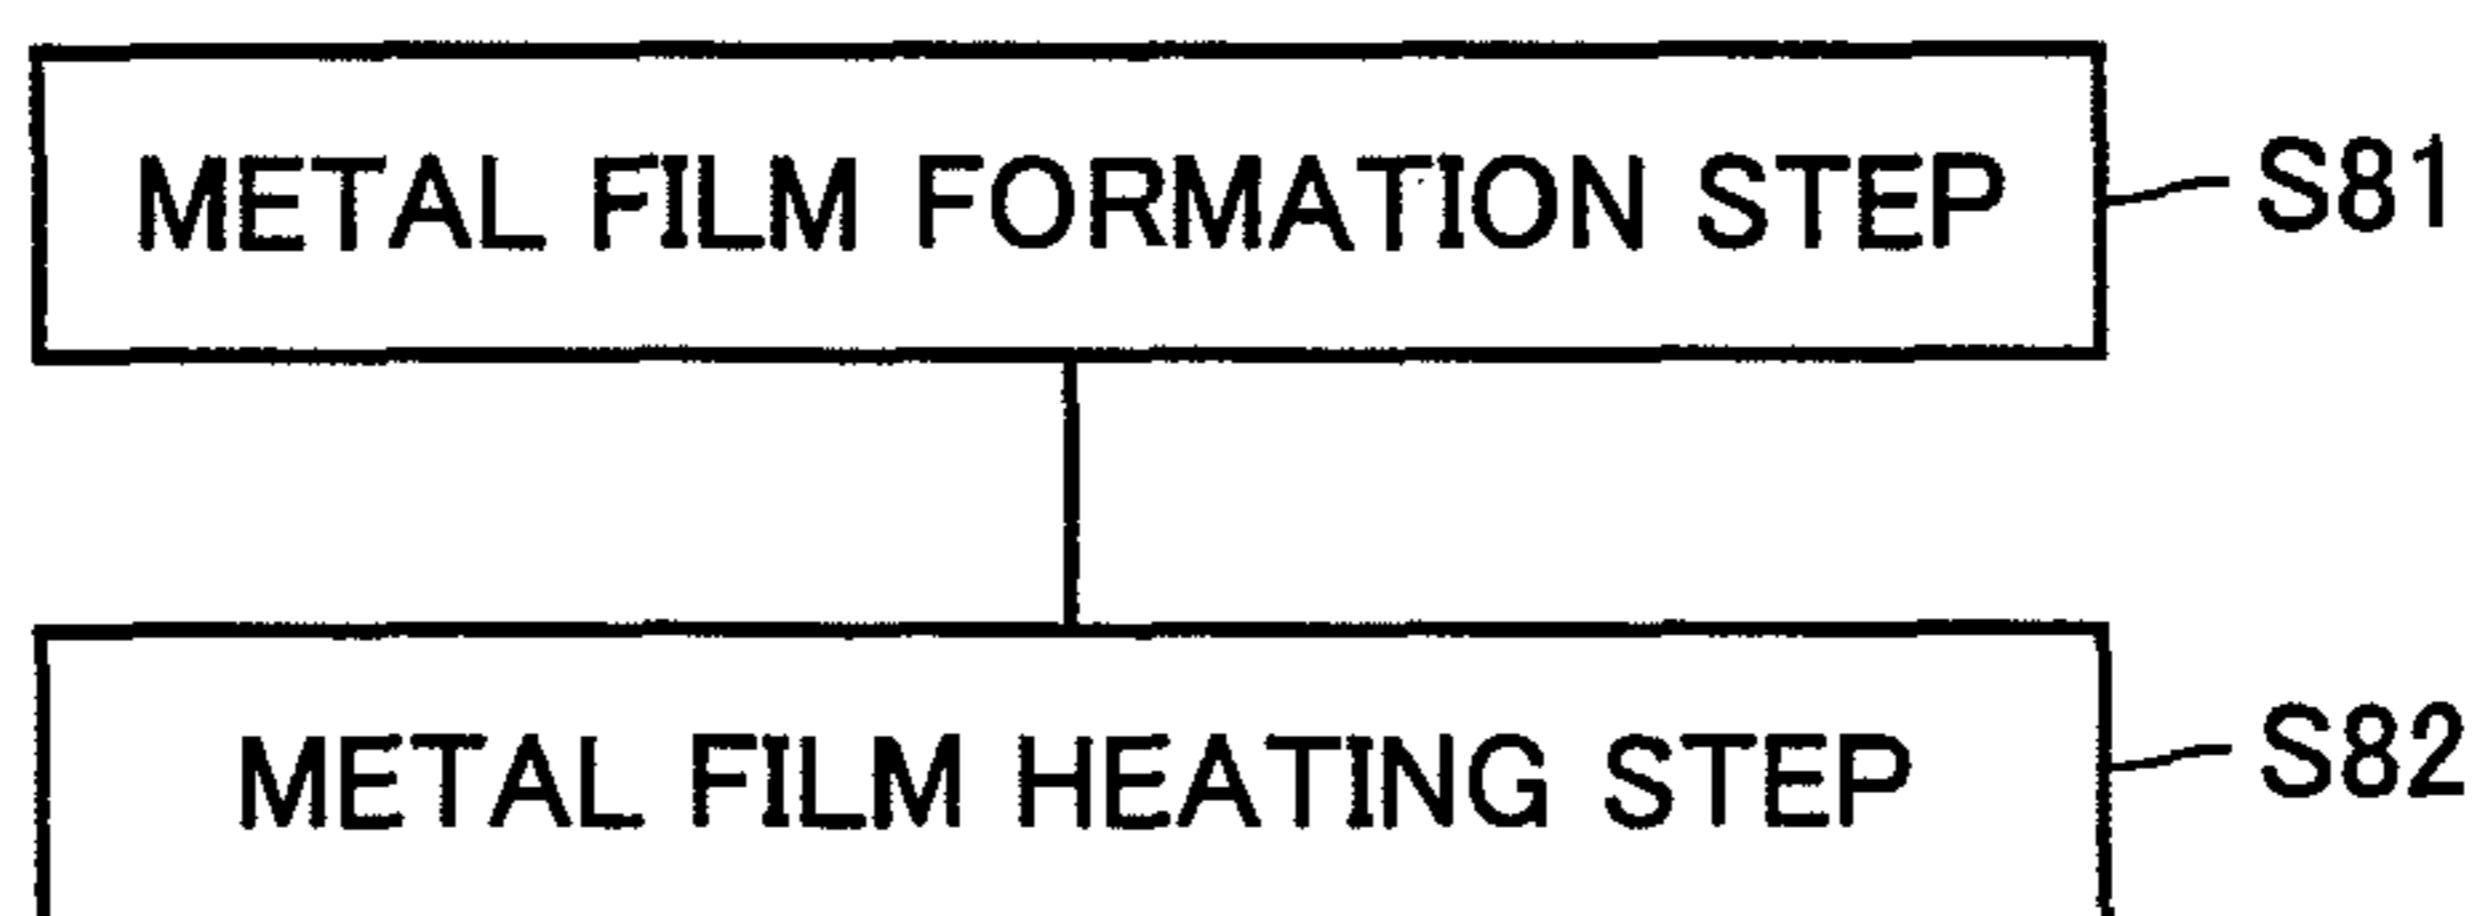 METAL FILM FORMATION STEP
S81
METAL FILM HEATING STEP
S82